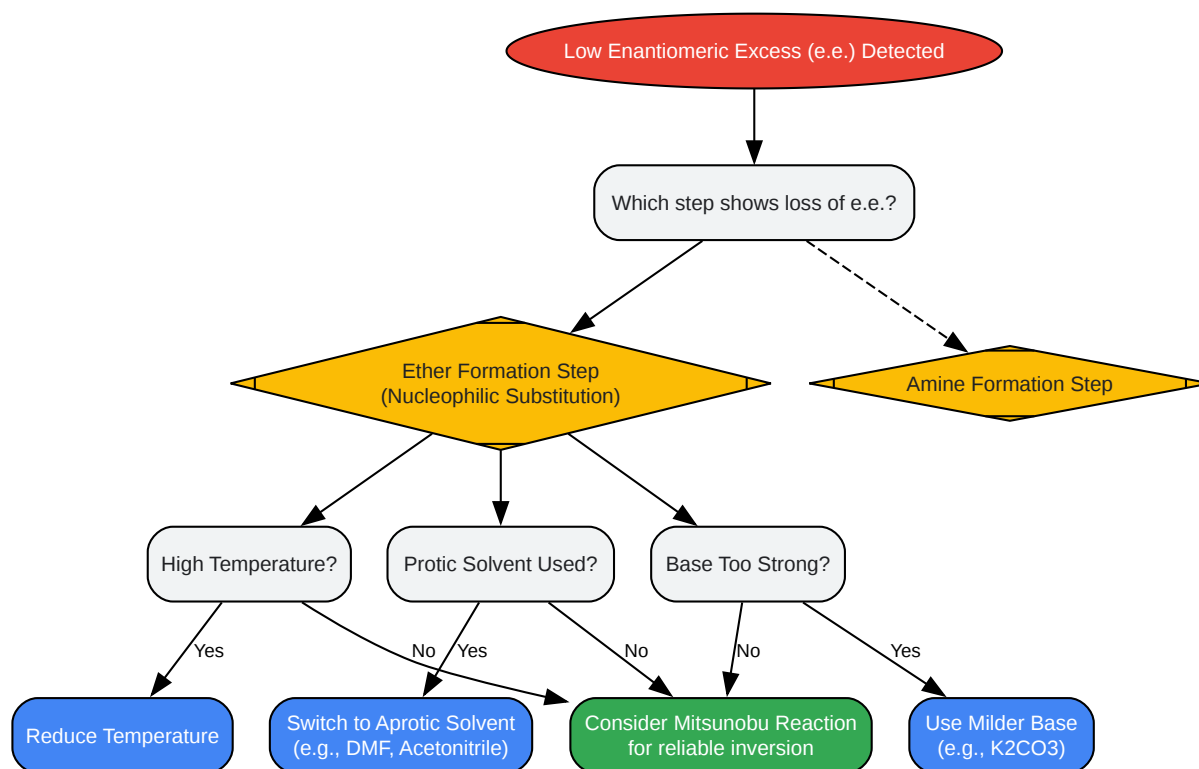 Low Enantiomeric Excess (e.e.) Detected
Which step shows loss of e.e.?
Ether Formation Step
(Nucleophilic Substitution)
Amine Formation Step
High Temperature?
Protic Solvent Used?
Base Too Strong?
Yes
No
Yes
No
No
Yes
Reduce Temperature
Switch to Aprotic Solvent
(e.g., DMF, Acetonitrile)
Consider Mitsunobu Reaction
for reliable inversion
Use Milder Base
(e.g., K2CO3)